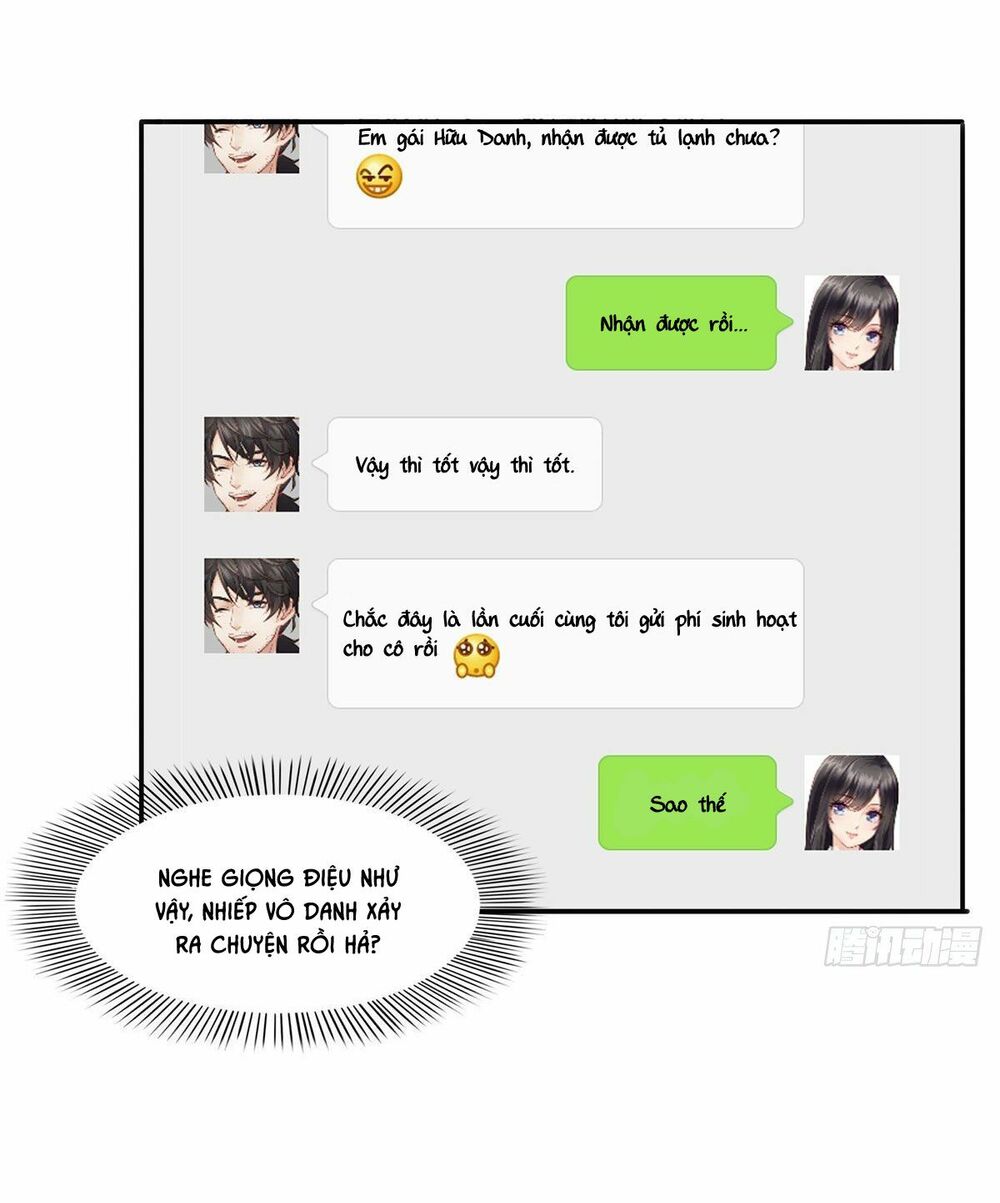 Em gái Hữu Danh, nhận được tủ lạnh chưa?
Nhận được rồi...
Vậy thì tốt vậy thì tốt.
Chắc đây là lần cuối cùng tôi gửi phí sinh hoạt
cho cô rồi
Sao thế
NGHE GIỌNG ĐIỆU NHƯ
VẬY, NHIẾP VÔ DANH XẢY
RA CHUYỆN RỒI HẢ?
腾讯动漫